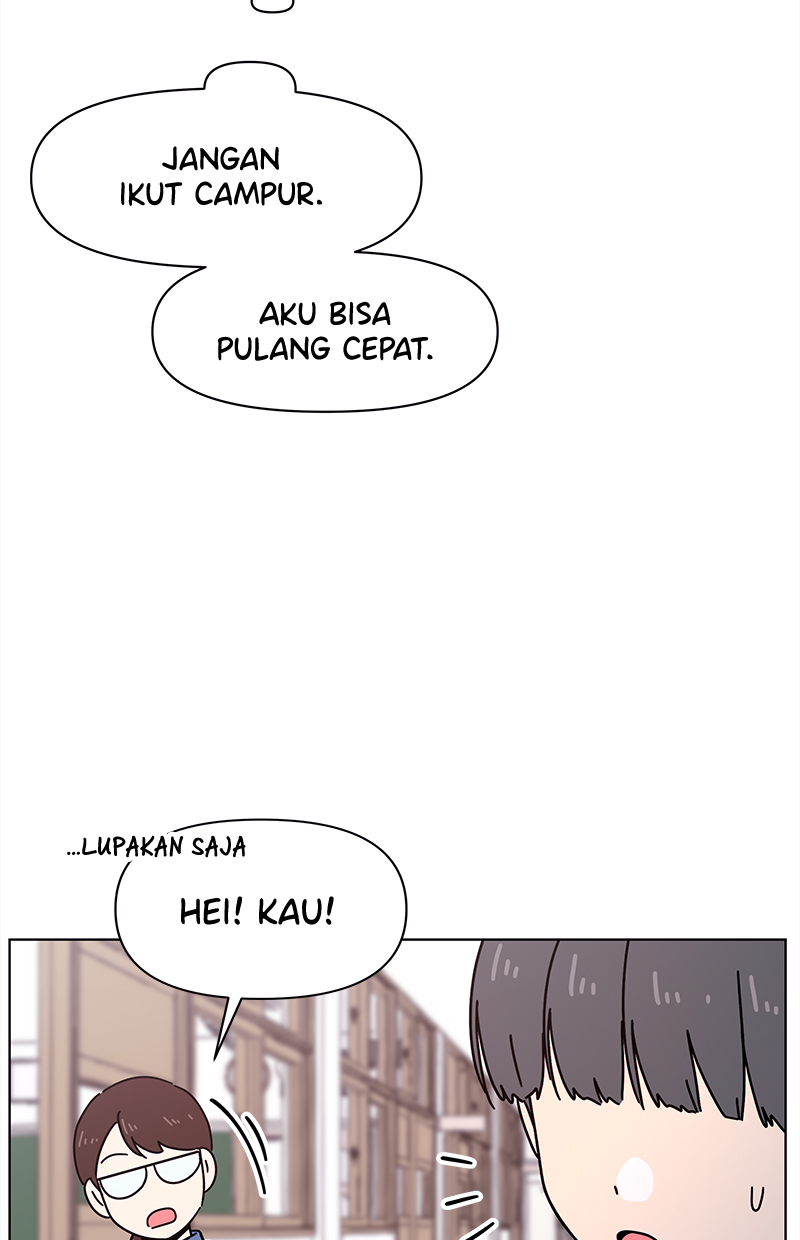 JANGAN
IKUT CAMPUR.
AKU BISA
PULANG CEPAT.
...LUPAKAN SAJA
HEI! KAU!